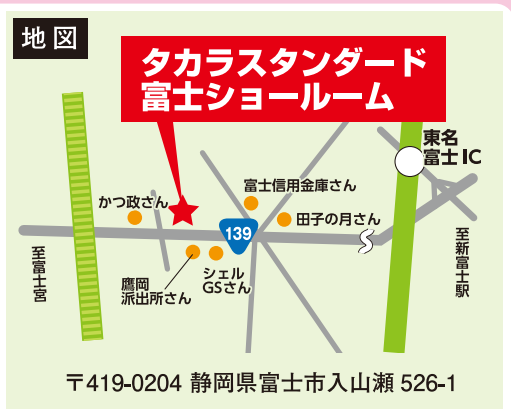 地図
タカラスタンダード
富士ショールーム
東名
富士IC
富士信用金庫さん
かつ政さん
田子の月さん
139
至富士宮
鷹岡
派出所さん
シェル
GSさん
至新富士駅
〒419-0204 静岡県富士市入山瀬 526-1